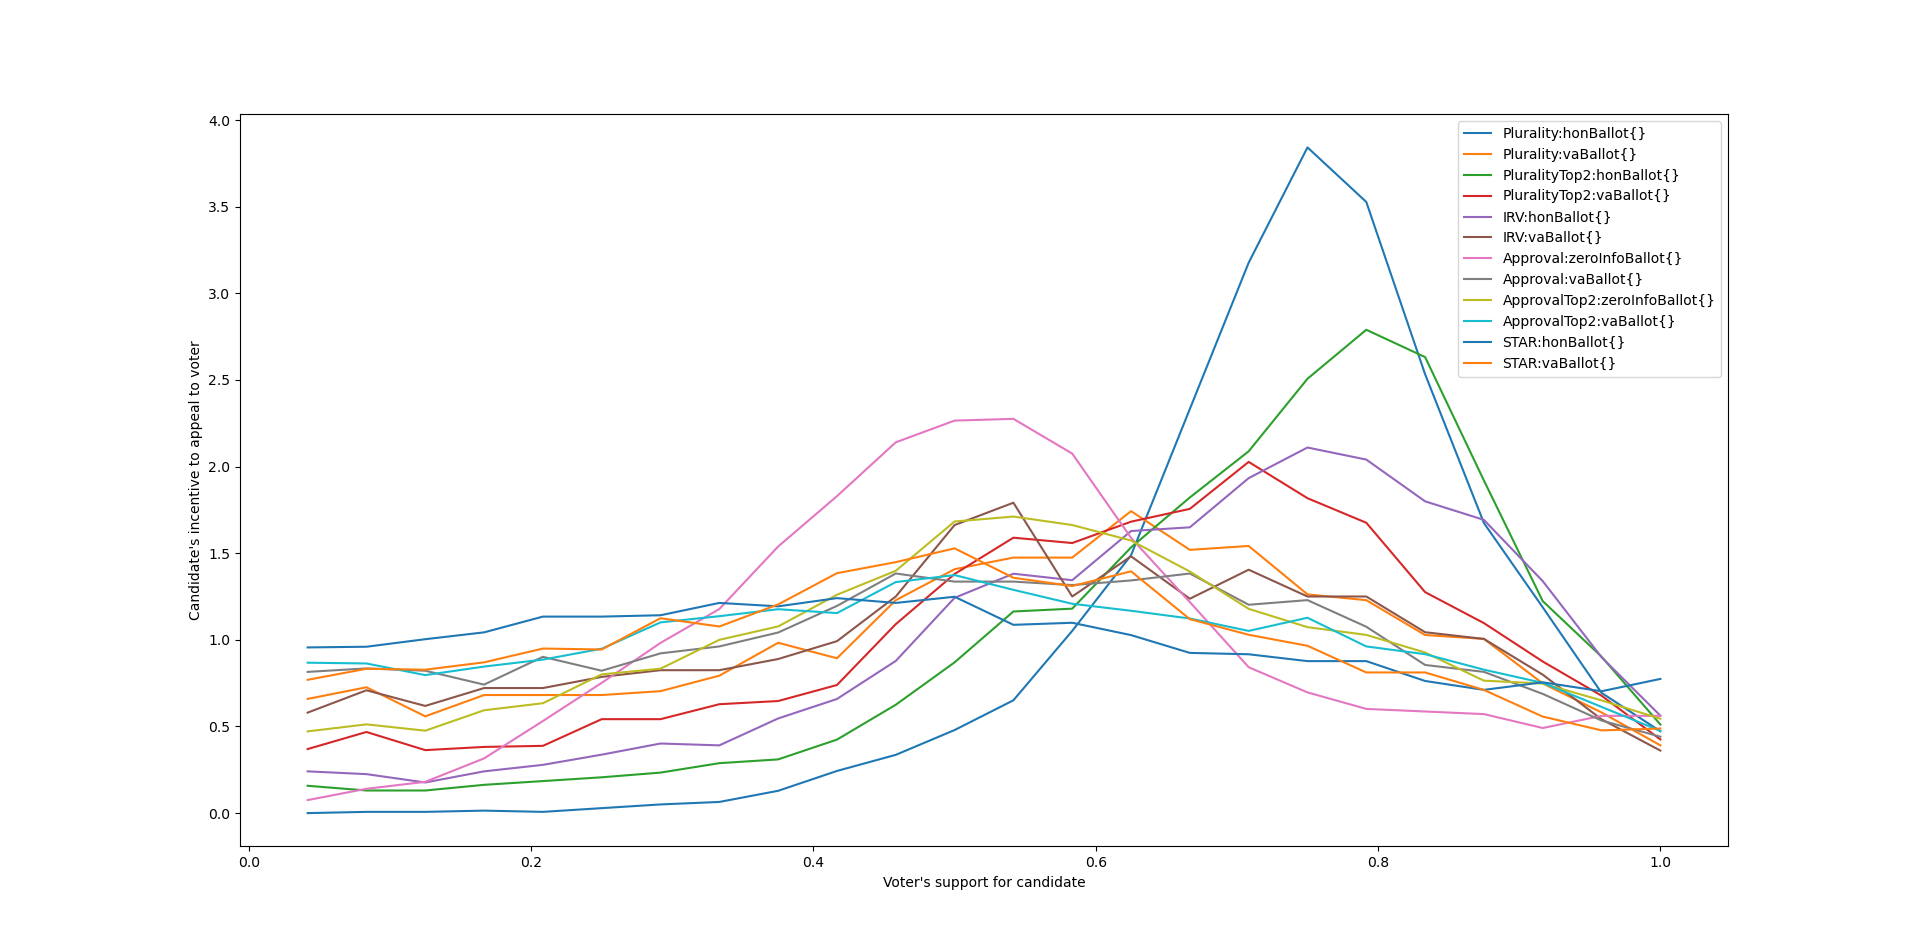 4.0
3.5
3.0
2.5
2.0
1.5
1.0
0.5
0.0
Candidate's incentive to appeal to voter
0.0 0.2 0.4 0.6 0.8 1.0
Voter's support for candidate
Plurality:honBallot{}
Plurality:vaBallot{}
PluralityTop2:honBallot{}
PluralityTop2:vaBallot{}
IRV:honBallot{}
IRV:vaBallot{}
Approval:zeroInfoBallot{}
Approval:vaBallot{}
ApprovalTop2:zeroInfoBallot{}
ApprovalTop2:vaBallot{}
STAR:honBallot{}
STAR:vaBallot{}